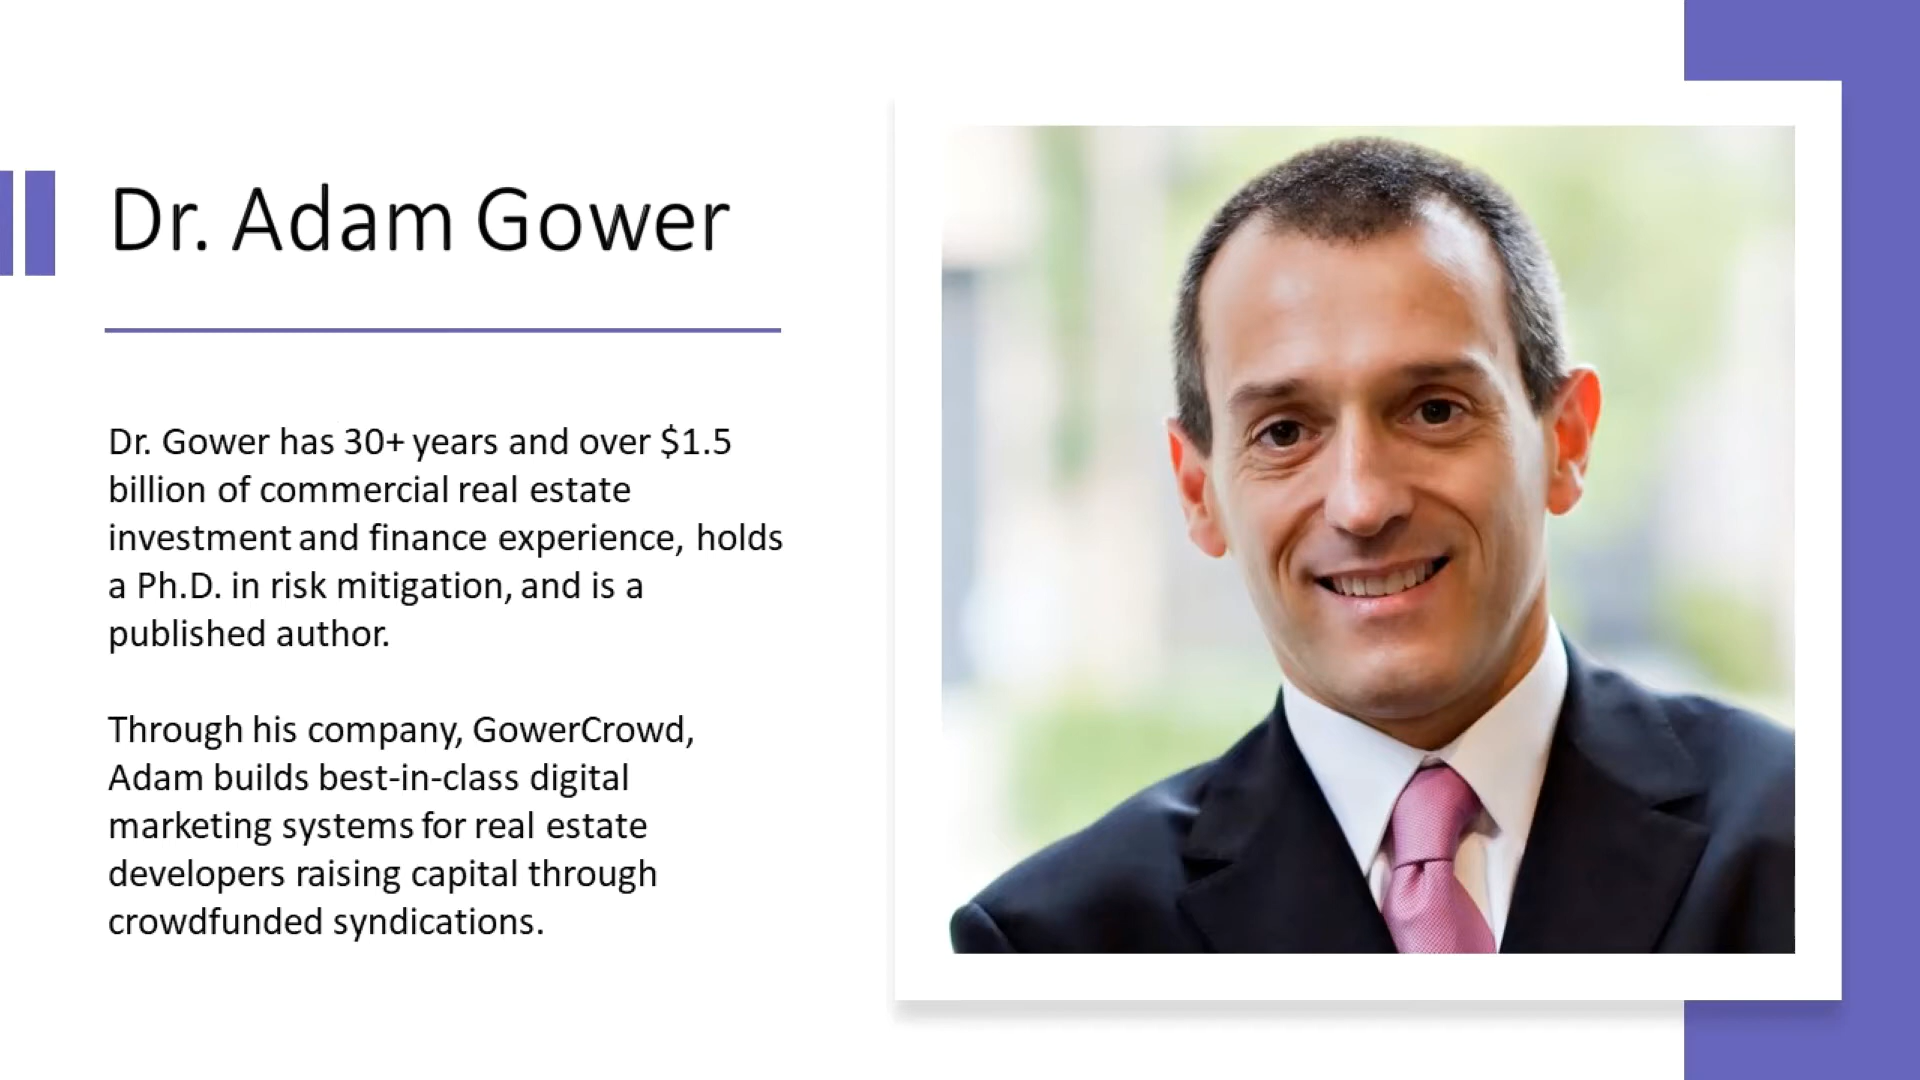 Dr. Adam Gower
Dr. Gower has 30+ years and over $1.5
billion of commercial real estate
investment and finance experience, holds
a Ph.D. in risk mitigation, and is a
published author.
Through his company, GowerCrowd,
Adam builds best-in-class digital
marketing systems for real estate
developers raising capital through
crowdfunded syndications.